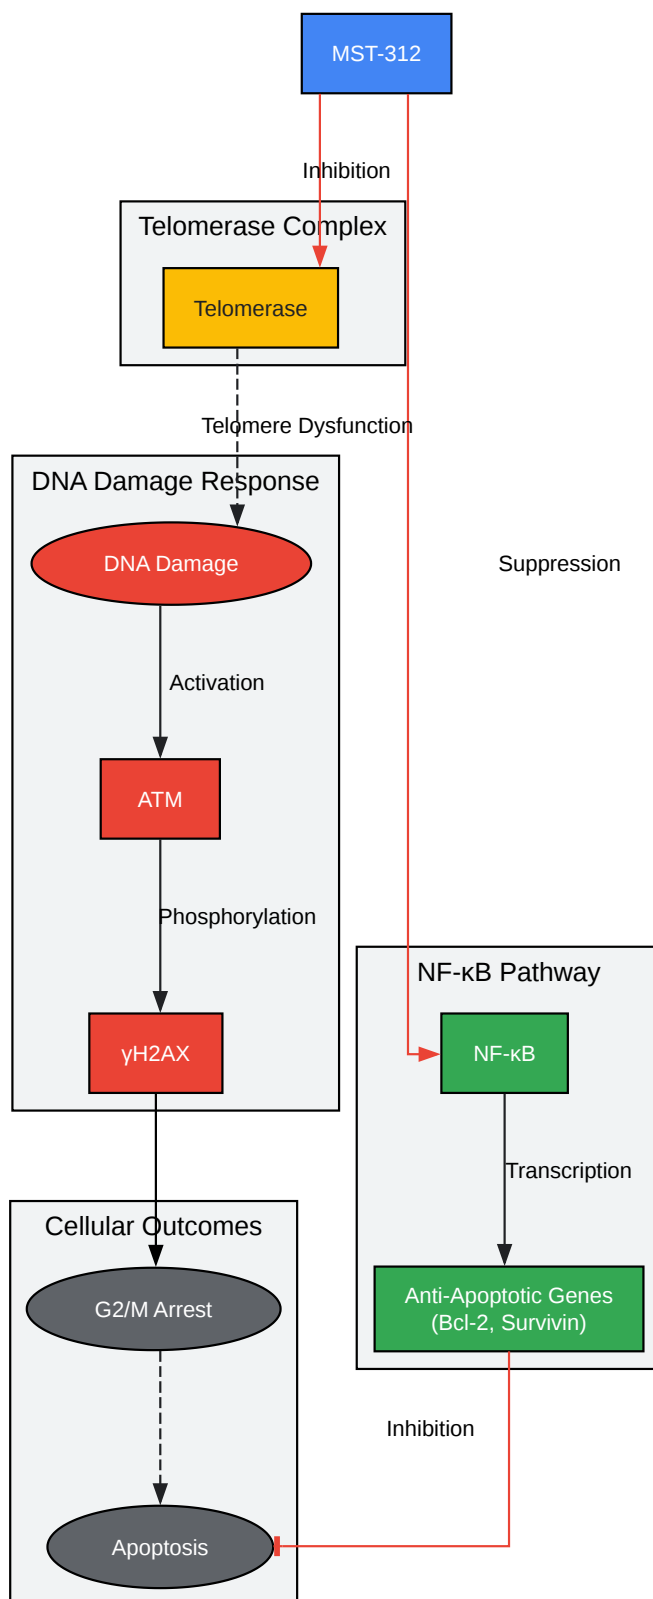 MST-312
Inhibition
Telomerase Complex
Telomerase
Telomere Dysfunction
DNA Damage Response
DNA Damage
Suppression
Activation
ATM
Phosphorylation
NF-κB Pathway
γH2AX
NF-κB
Transcription
Cellular Outcomes
G2/M Arrest
Anti-Apoptotic Genes
(Bcl-2, Survivin)
Inhibition
Apoptosis